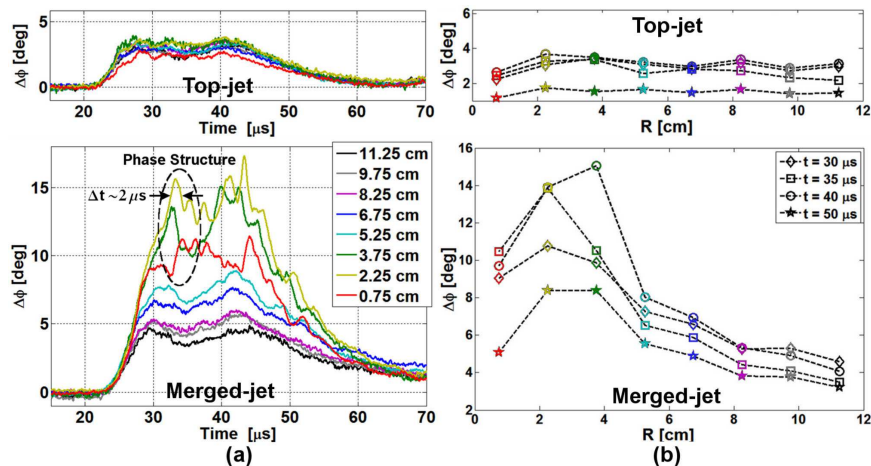 5
0
Δϕ [deg]
Top-jet
20 30 40 50 60 70
Time [µs]
Phase Structure
Δt ~2 µs
15
10
5
0
Δϕ [deg]
11.25 cm
9.75 cm
8.25 cm
6.75 cm
5.25 cm
3.75 cm
2.25 cm
0.75 cm
Merged-jet
20 30 40 50 60 70
Time [µs]
(a)
Top-jet
6
4
2
Δϕ [deg]
0 2 4 6 8 10 12
R [cm]
16
14
12
10
8
6
4
2
Δϕ [deg]
t = 30 µs
t = 35 µs
t = 40 µs
t = 50 µs
Merged-jet
0 2 4 6 8 10 12
R [cm]
(b)